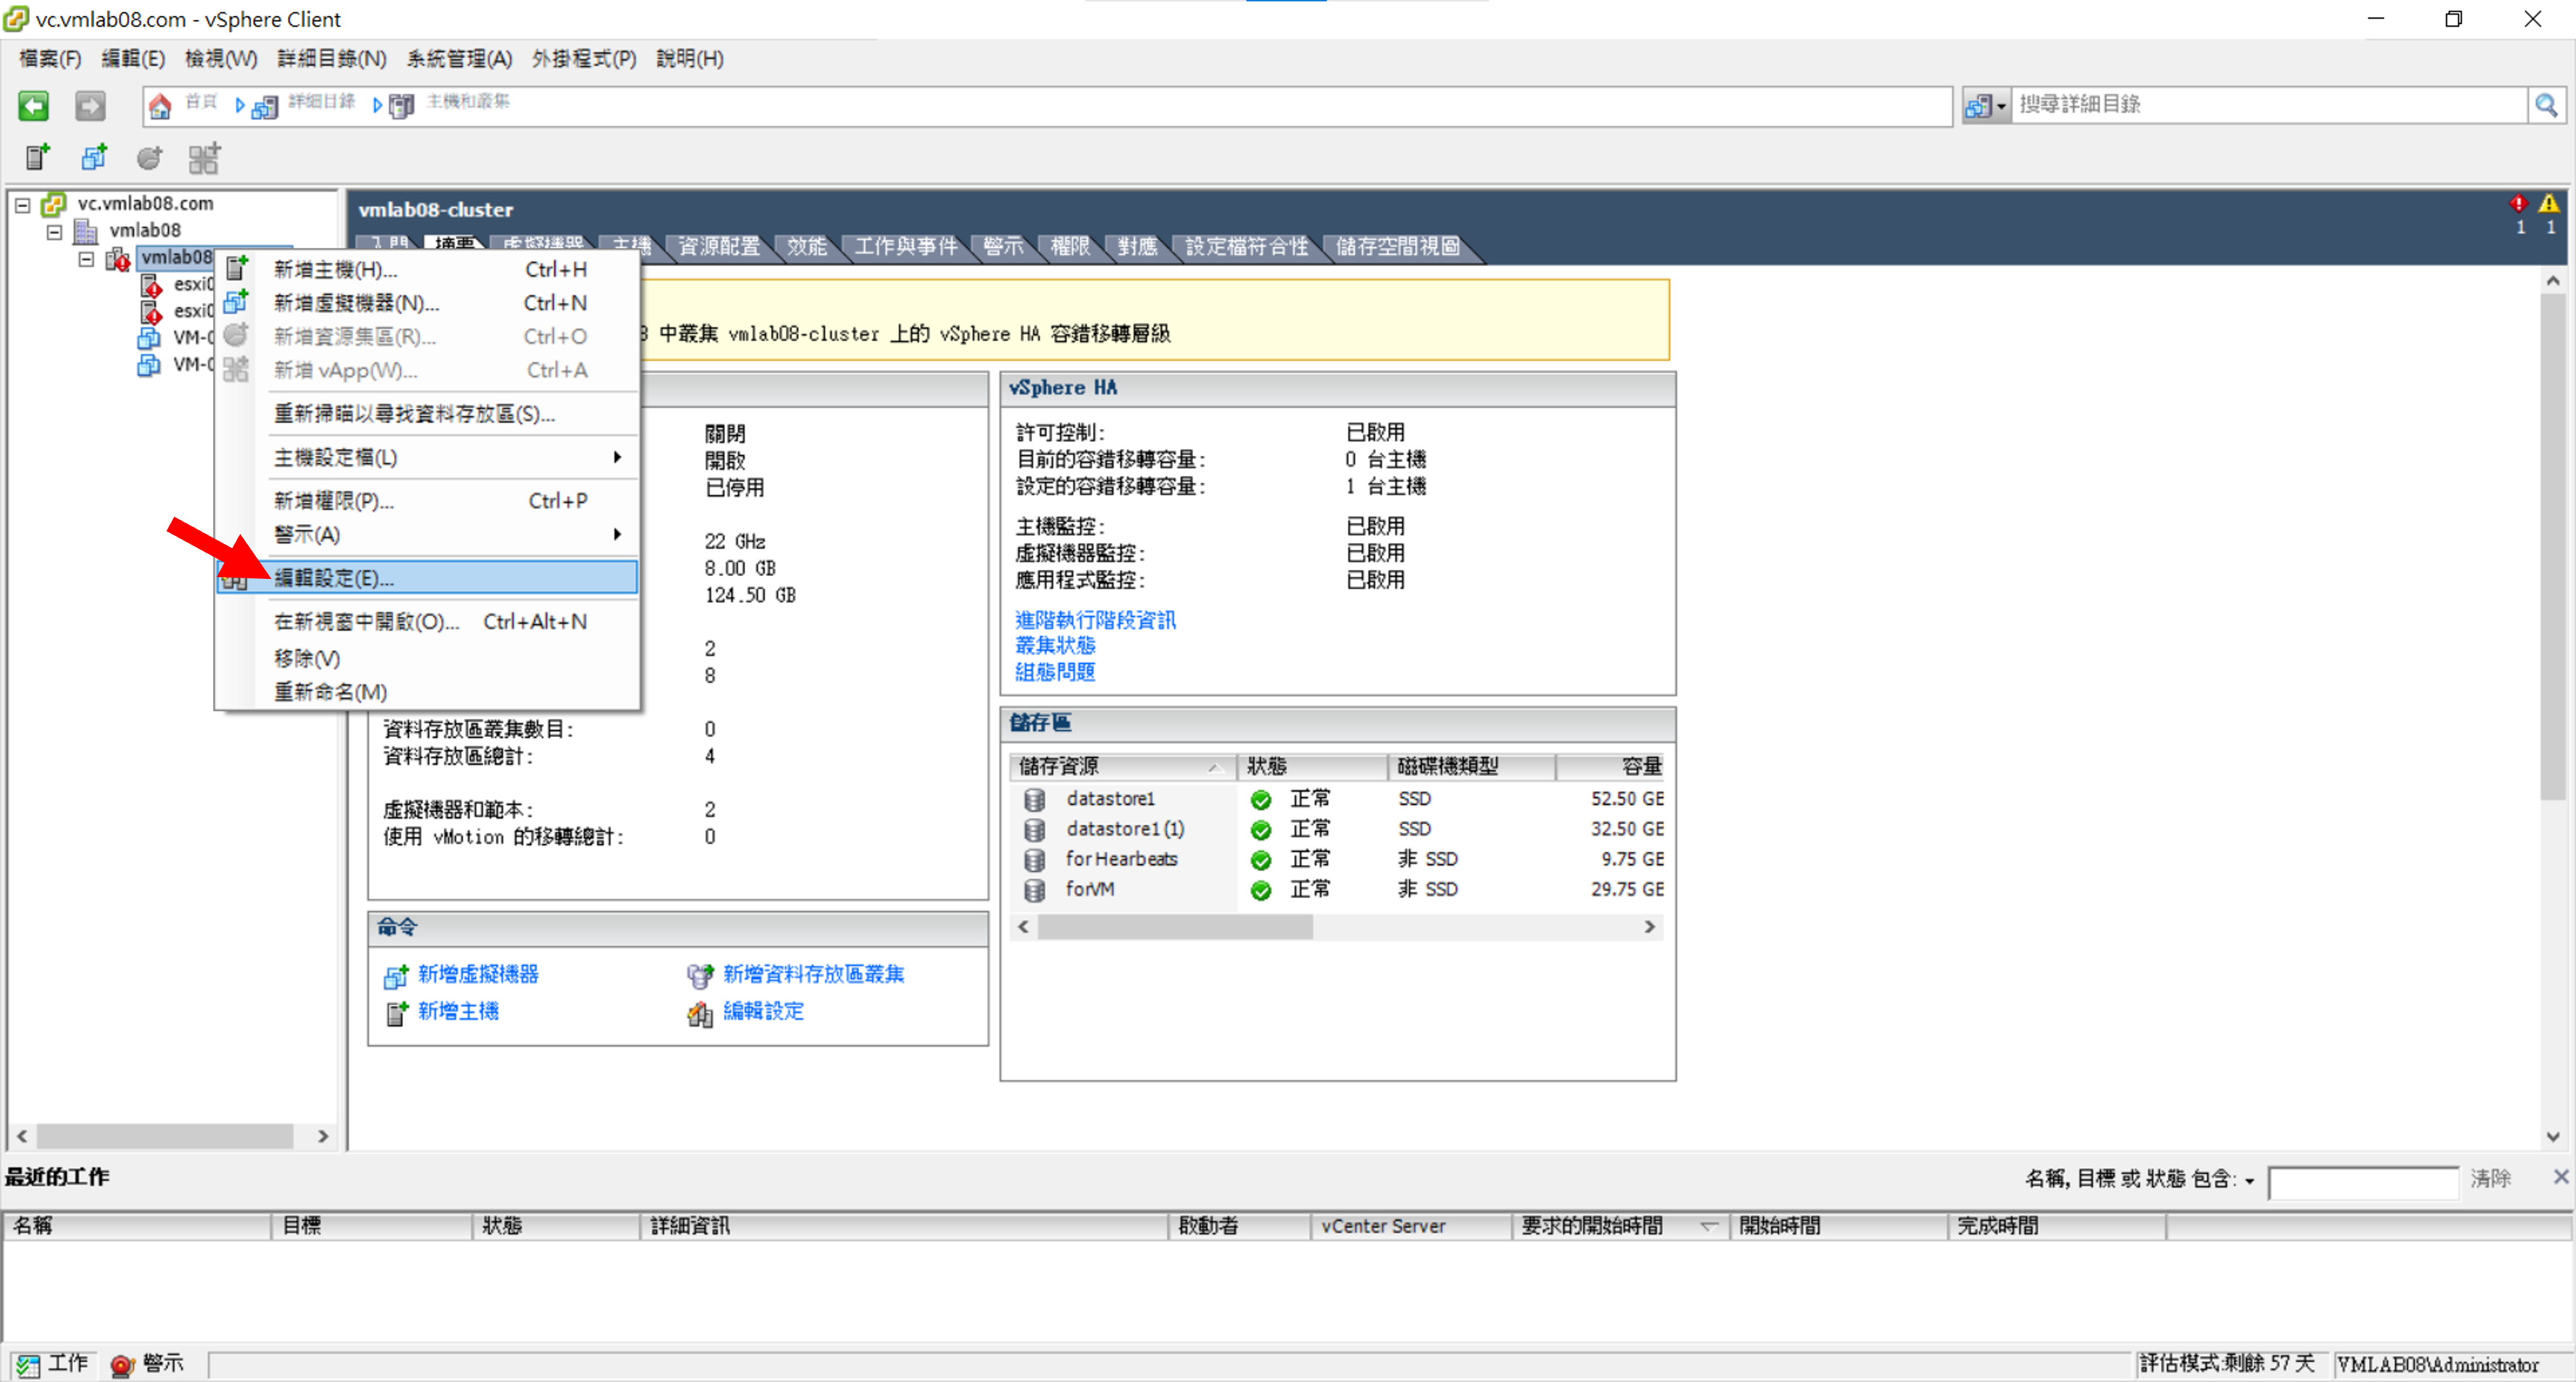 vc.vmlab08.com - vSphere Client
檔案(F) 編輯(E) 檢視(W) 詳細目錄(N) 系統管理(A) 外掛程式(P) 說明(H)
首頁 詳細目錄 主機和叢集
搜尋詳細目錄
vc.vmlab08.com
vmlab08
vmlab08
esxi0
esxi0
VM-0
VM-0
新增主機(H)... Ctrl+H
新增虛擬機器(N)... Ctrl+N
新增資源集區(R)... Ctrl+O
新增 vApp(W)... Ctrl+A
重新掃瞄以尋找資料存放區(S)...
主機設定檔(L)
新增權限(P)... Ctrl+P
警示(A)
編輯設定(E)...
在新視窗中開啟(O)... Ctrl+Alt+N
移除(V)
重新命名(M)
vmlab08-cluster
1 1
入門 摘要 虛擬機器 主機 資源配置 效能 工作與事件 警示 權限 對應 設定檔符合性 儲存空間視圖
中叢集 vmlab08-cluster 上的 vSphere HA 容錯移轉層級
關閉
開啟
已停用
22 GHz
8.00 GB
124.50 GB
2
8
資料存放區叢集數目: 0
資料存放區總計: 4
虛擬機器和範本: 2
使用 vMotion 的移轉總計: 0
命令
新增虛擬機器 新增資料存放區叢集
新增主機 編輯設定
vSphere HA
許可控制: 已啟用
目前的容錯移轉容量: 0 台主機
設定的容錯移轉容量: 1 台主機
主機監控: 已啟用
虛擬機器監控: 已啟用
應用程式監控: 已啟用
進階執行階段資訊
叢集狀態
組態問題
儲存區
儲存資源 狀態 磁碟機類型 容量
datastore1 正常 SSD 52.50 GB
datastore1 (1) 正常 SSD 32.50 GB
for Hearbeats 正常 非 SSD 9.75 GB
forVM 正常 非 SSD 29.75 GB
最近的工作
名稱, 目標 或 狀態 包含: 清除
名稱 目標 狀態 詳細資訊 啟動者 vCenter Server 要求的開始時間 開始時間 完成時間
工作 警示
評估模式:剩餘 57 天 VMLAB08\Administrator